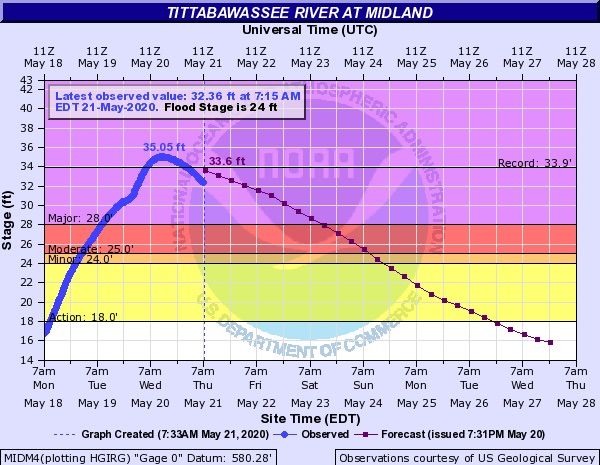 TITTABAWASSEE RIVER AT MIDLAND
Universal Time (UTC)
11Z 11Z 11Z 11Z 11Z 11Z 11Z 11Z 11Z 11Z 11Z
May 18 May 19 May 20 May 21 May 22 May 23 May 24 May 25 May 26 May 27 May 28
Latest observed value: 32.36 ft at 7:15 AM
EDT 21-May-2020. Flood Stage is 24 ft
35.05 ft
33.6 ft
Record: 33.9'
Major: 28.0'
Moderate: 25.0'
Minor: 24.0'
Action: 18.0'
Stage (ft)
43
42
40
38
36
34
32
30
28
26
24
22
20
18
16
14
NATIONAL OCEANIC AND ATMOSPHERIC ADMINISTRATION
NOAA
U.S. DEPARTMENT OF COMMERCE
7am 7am 7am 7am 7am 7am 7am 7am 7am 7am 7am
Mon Tue Wed Thu Fri Sat Sun Mon Tue Wed Thu
May 18 May 19 May 20 May 21 May 22 May 23 May 24 May 25 May 26 May 27 May 28
Site Time (EDT)
Graph Created (7:33AM May 21, 2020) Observed Forecast (issued 7:31PM May 20)
MIDM4(plotting HGIRG) "Gage 0" Datum: 580.28' Observations courtesy of US Geological Survey